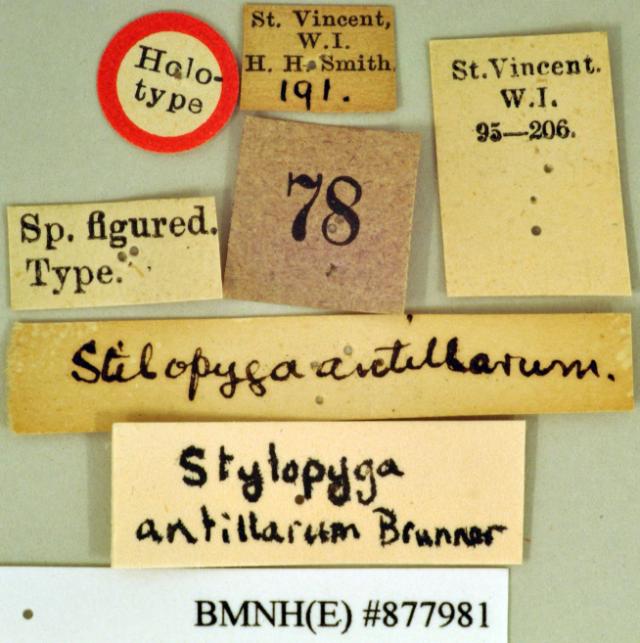 Holo-
type
St. Vincent,
W.I.
H. H. Smith.
191.
St. Vincent.
W.I.
95—206.
78
Sp. figured.
Type.
Stilopyga antillarum.
Stylopyga
antillarum Brunner
BMNH(E) #877981